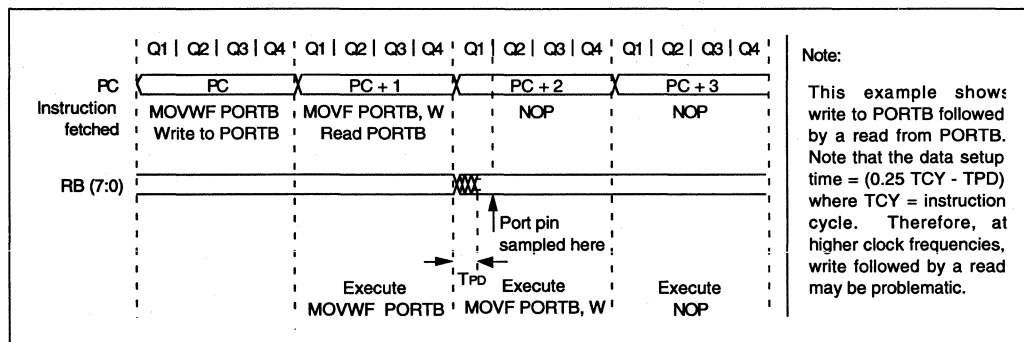 Q1 | Q2 | Q3 | Q4 Q1 | Q2 | Q3 | Q4 Q1 | Q2 | Q3 | Q4 Q1 | Q2 | Q3 | Q4
PC PC PC + 1 PC + 2 PC + 3
Instruction fetched
MOVWF PORTB
Write to PORTB
MOVF PORTB, W
Read PORTB
NOP
NOP
RB (7:0)
Port pin
sampled here
TPD
Execute
MOVWF PORTB
Execute
MOVF PORTB, W
Execute
NOP
Note:
This example shows
write to PORTB followed
by a read from PORTB.
Note that the data setup
time = (0.25 TCY - TPD)
where TCY = instruction
cycle. Therefore, at
higher clock frequencies,
write followed by a read
may be problematic.